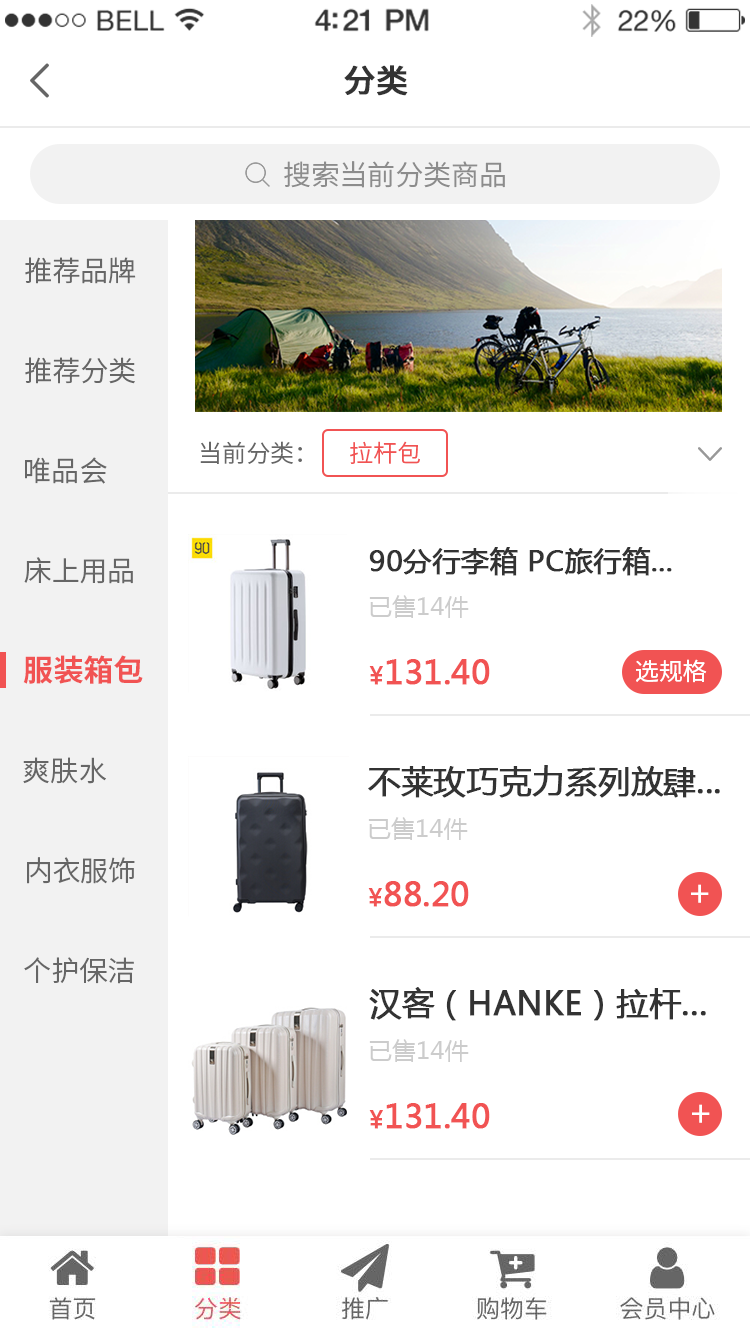 BELL
4:21 PM
22%
分类
搜索当前分类商品
推荐品牌
推荐分类
唯品会
床上用品
服装箱包
爽肤水
内衣服饰
个护保洁
当前分类：
拉杆包
90
90分行李箱 PC旅行箱...
已售14件
¥131.40
选规格
不莱玫巧克力系列放肆...
已售14件
¥88.20
+
汉客（HANKE）拉杆...
已售14件
¥131.40
+
首页
分类
推广
购物车
会员中心